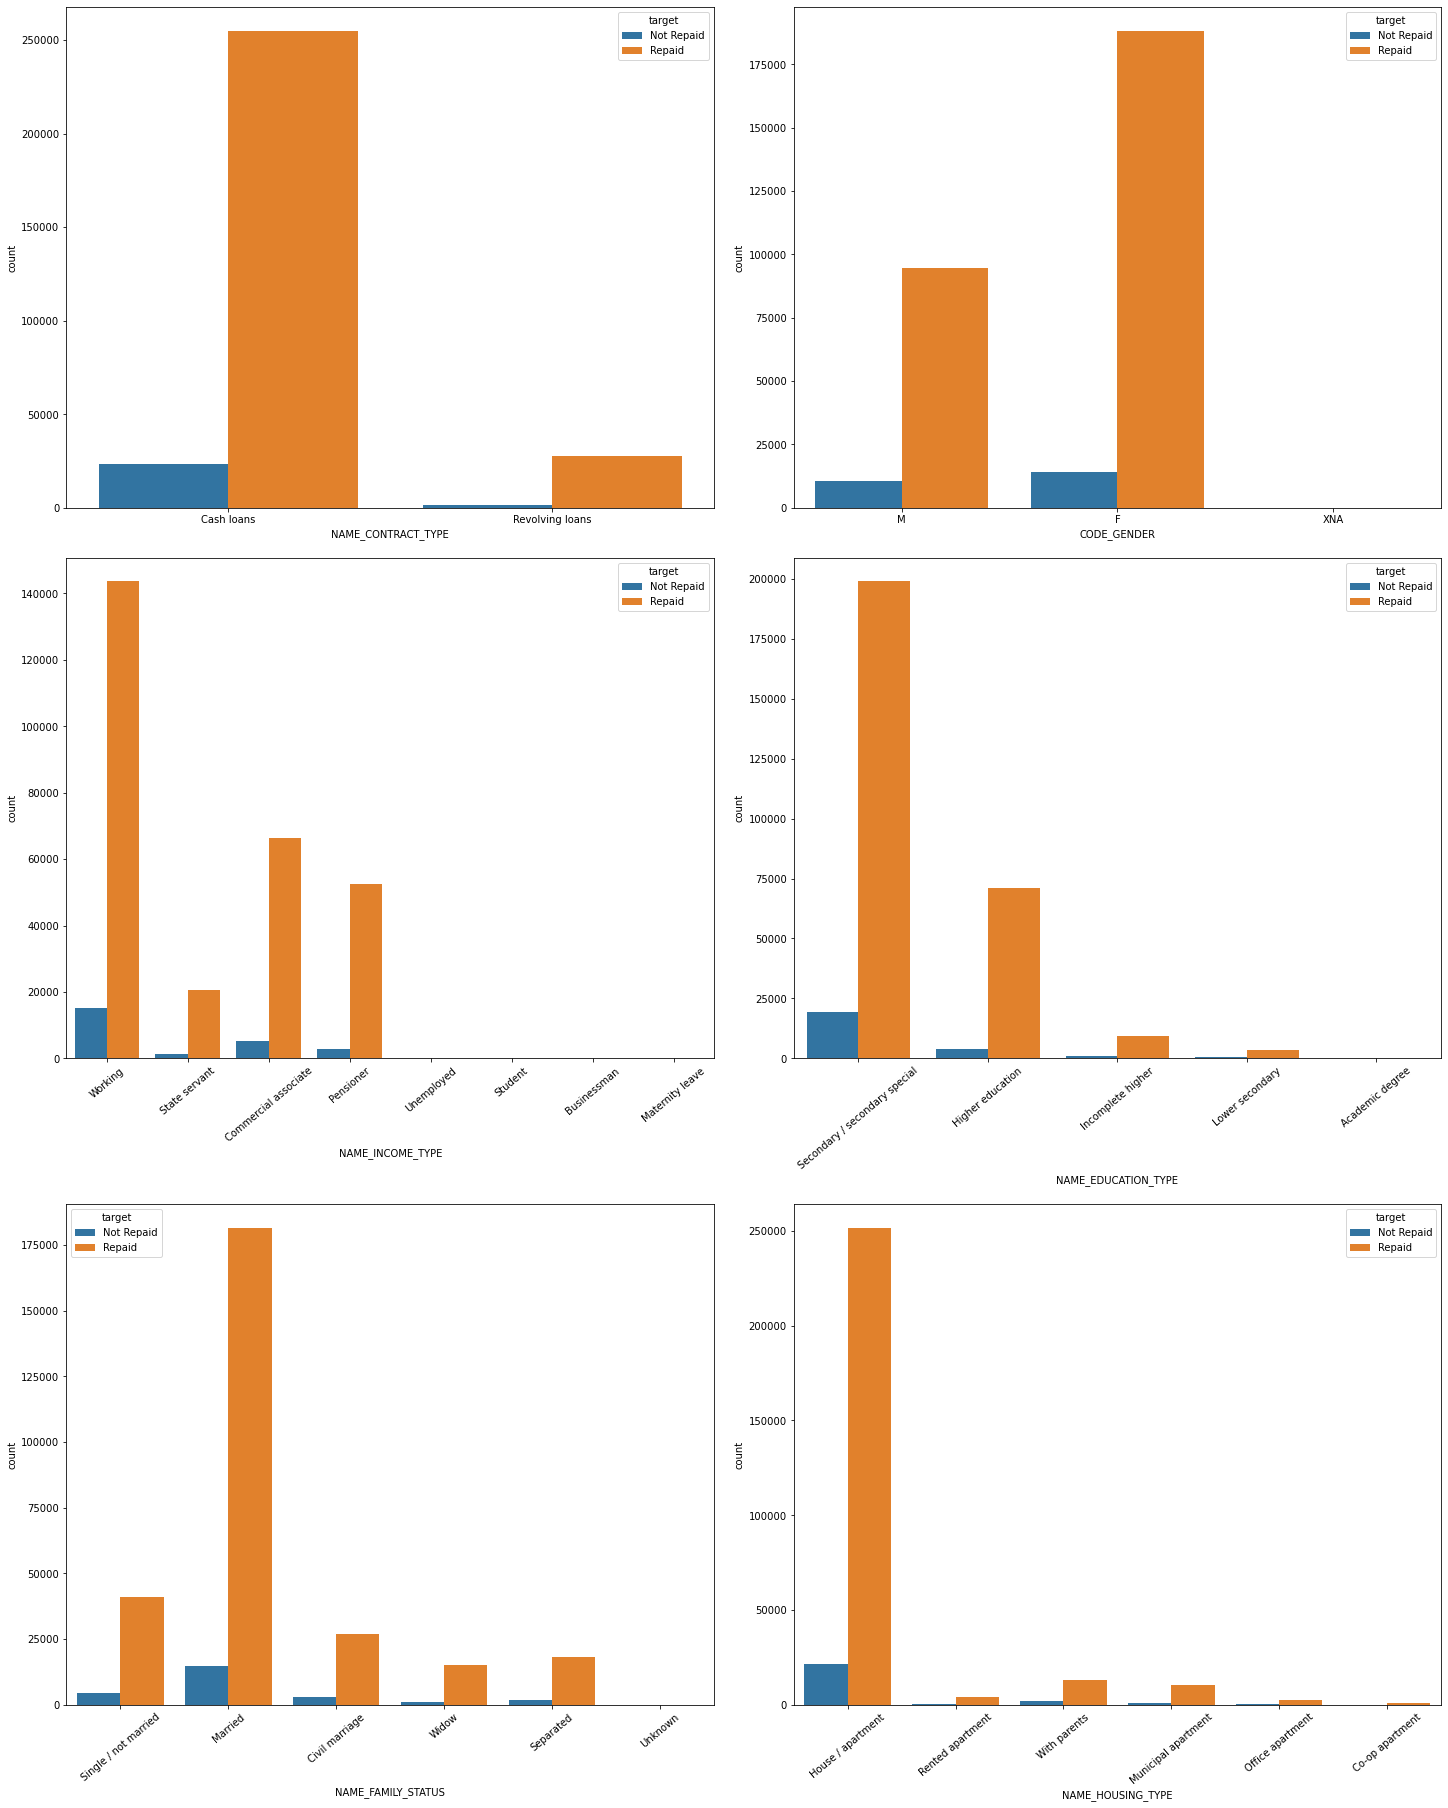 target
Not Repaid
Repaid
250000
200000
150000
100000
50000
0
count
Cash loans
Revolving loans
NAME_CONTRACT_TYPE
target
Not Repaid
Repaid
175000
150000
125000
100000
75000
50000
25000
0
count
M
F
XNA
CODE_GENDER
target
Not Repaid
Repaid
140000
120000
100000
80000
60000
40000
20000
0
count
Working
State servant
Commercial associate
Pensioner
Unemployed
Student
Businessman
Maternity leave
NAME_INCOME_TYPE
target
Not Repaid
Repaid
200000
175000
150000
125000
100000
75000
50000
25000
0
count
Secondary / secondary special
Higher education
Incomplete higher
Lower secondary
Academic degree
NAME_EDUCATION_TYPE
target
Not Repaid
Repaid
175000
150000
125000
100000
75000
50000
25000
0
count
Single / not married
Married
Civil marriage
Widow
Separated
Unknown
NAME_FAMILY_STATUS
target
Not Repaid
Repaid
250000
200000
150000
100000
50000
0
count
House / apartment
Rented apartment
With parents
Municipal apartment
Office apartment
Co-op apartment
NAME_HOUSING_TYPE